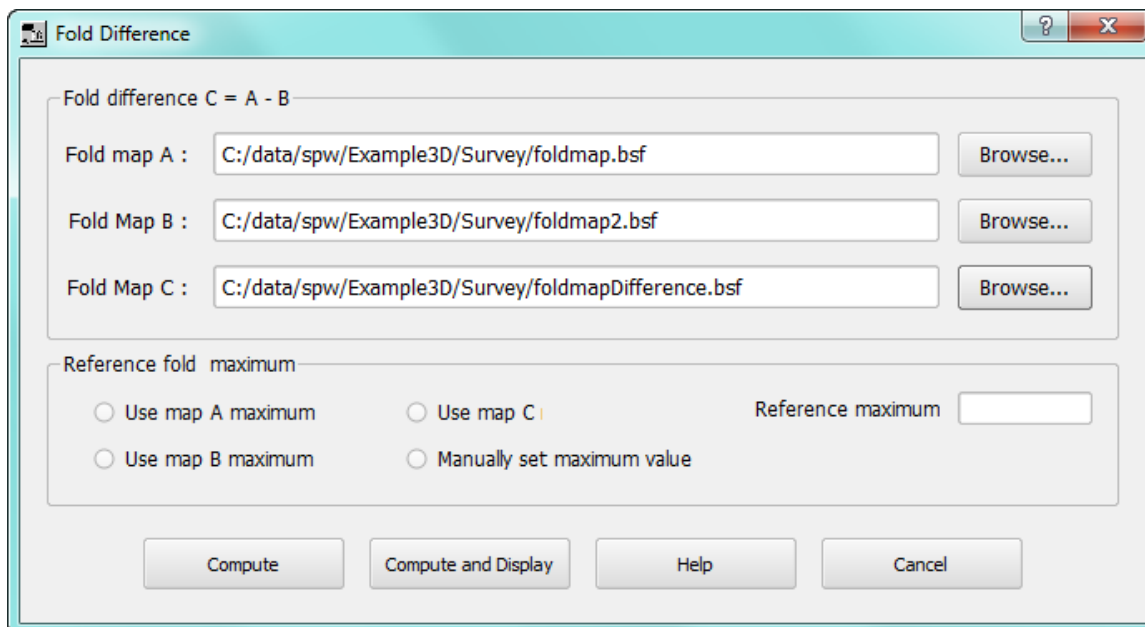 Fold Difference
Fold difference C = A - B
Fold map A :
C:/data/spw/Example3D/Survey/foldmap.bsf
Browse...
Fold Map B :
C:/data/spw/Example3D/Survey/foldmap2.bsf
Browse...
Fold Map C :
C:/data/spw/Example3D/Survey/foldmapDifference.bsf
Browse...
Reference fold maximum
Use map A maximum
Use map C
Reference maximum
Use map B maximum
Manually set maximum value
Compute
Compute and Display
Help
Cancel